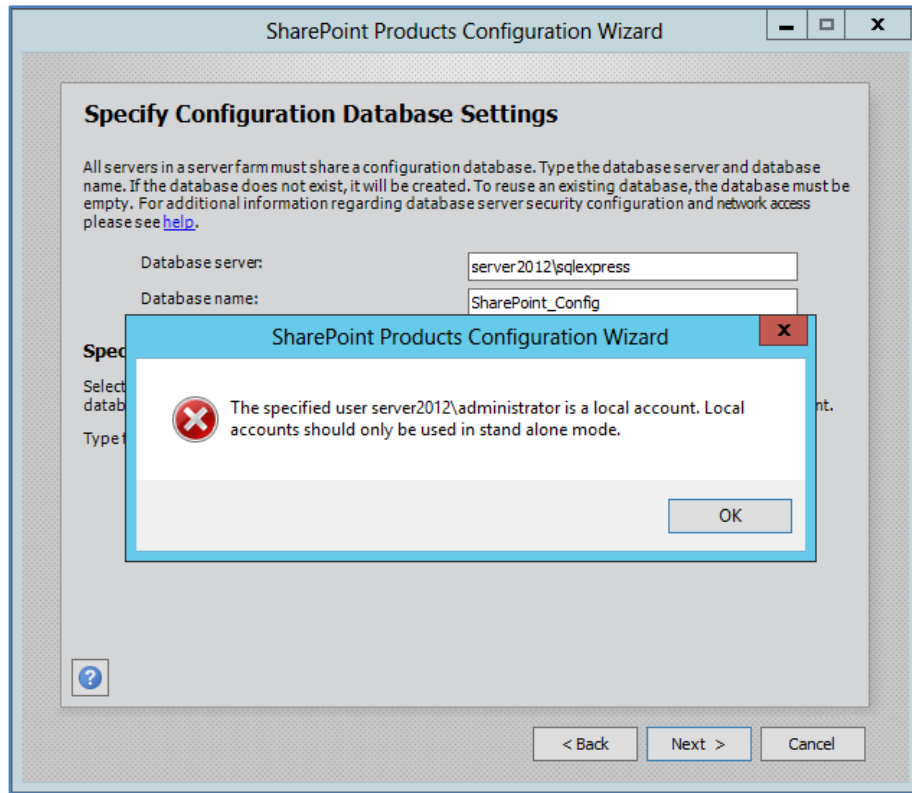 SharePoint Products Configuration Wizard
Specify Configuration Database Settings
All servers in a server farm must share a configuration database. Type the database server and database
name. If the database does not exist, it will be created. To reuse an existing database, the database must be
empty. For additional information regarding database server security configuration and network access
please see help.
Database server:
server2012\sqlexpress
Database name:
SharePoint_Config
SharePoint Products Configuration Wizard
The specified user server2012\administrator is a local account. Local
accounts should only be used in stand alone mode.
OK
Select
Type
?
< Back
Next >
Cancel